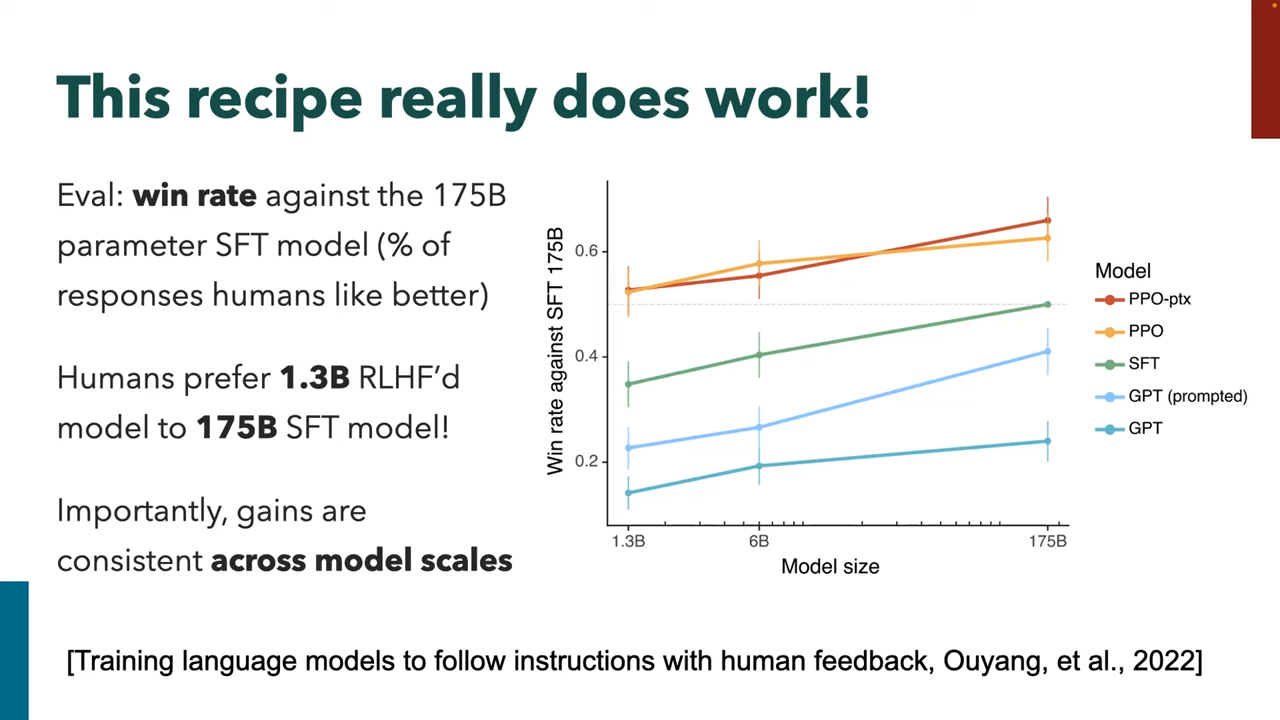 This recipe really does work!
Eval: win rate against the 175B
parameter SFT model (% of
responses humans like better)
Humans prefer 1.3B RLHF’d
model to 175B SFT model!
Importantly, gains are
consistent across model scales
Win rate against SFT 175B
0.6
0.4
0.2
1.3B
6B
175B
Model size
Model
PPO-ptx
PPO
SFT
GPT (prompted)
GPT
[Training language models to follow instructions with human feedback, Ouyang, et al., 2022]